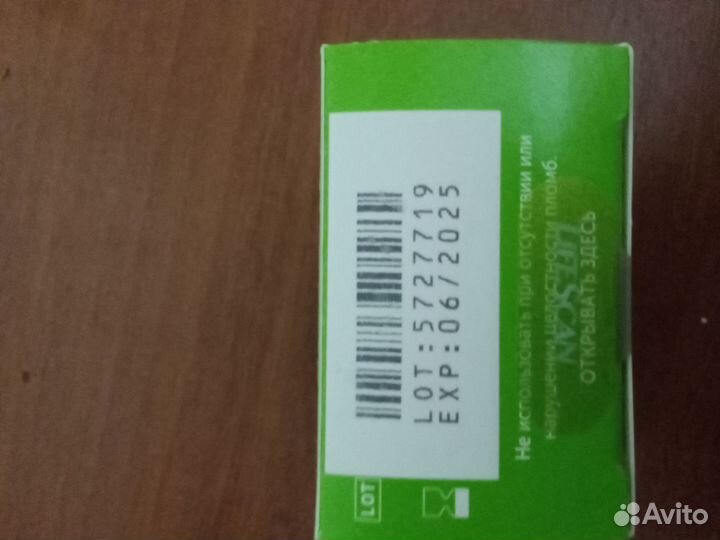 LOT:5727719
EXP:06/2025
LOT
Не использовать при отсутствии или
нарушении целостности пломб.
LIFESCAN
ОТКРЫВАТЬ ЗДЕСЬ
Avito